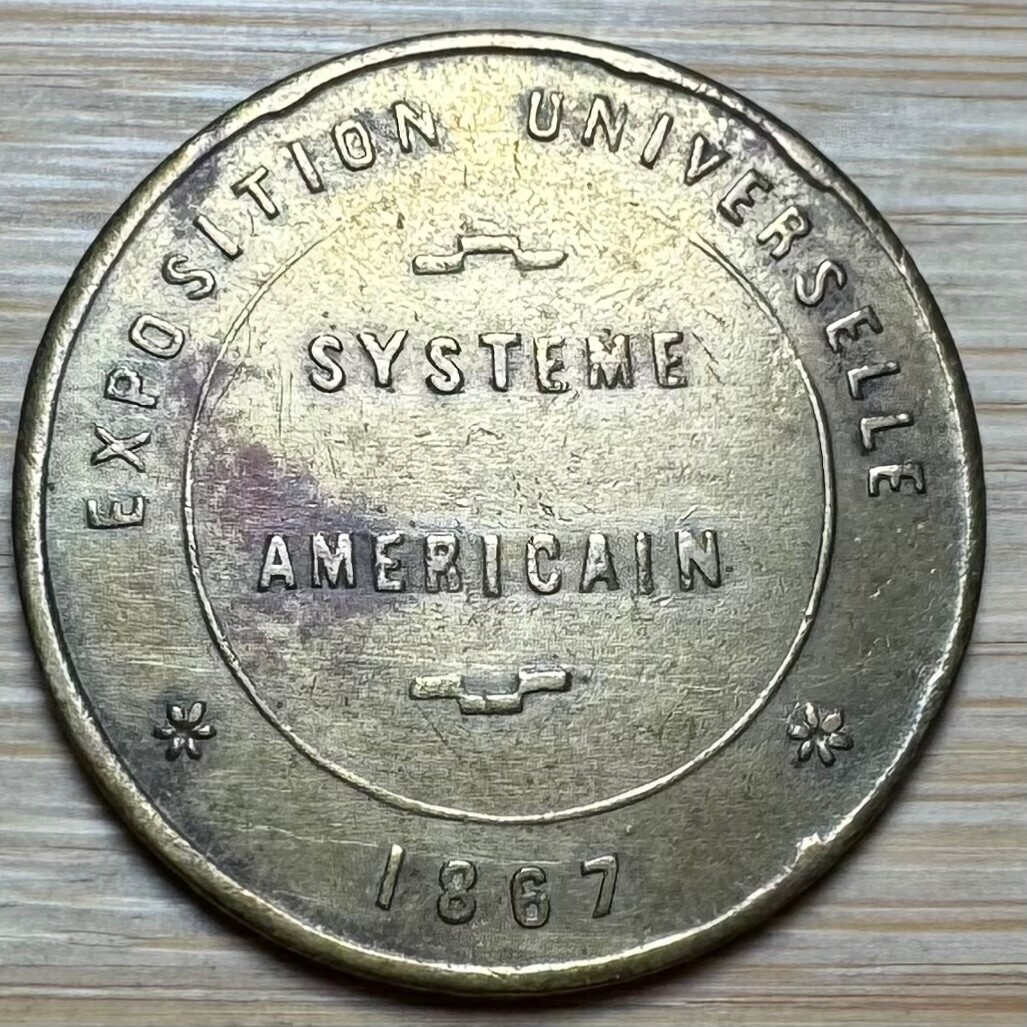 EXPOSITION UNIVERSELLE
SYSTEME
AMERICAIN
1867